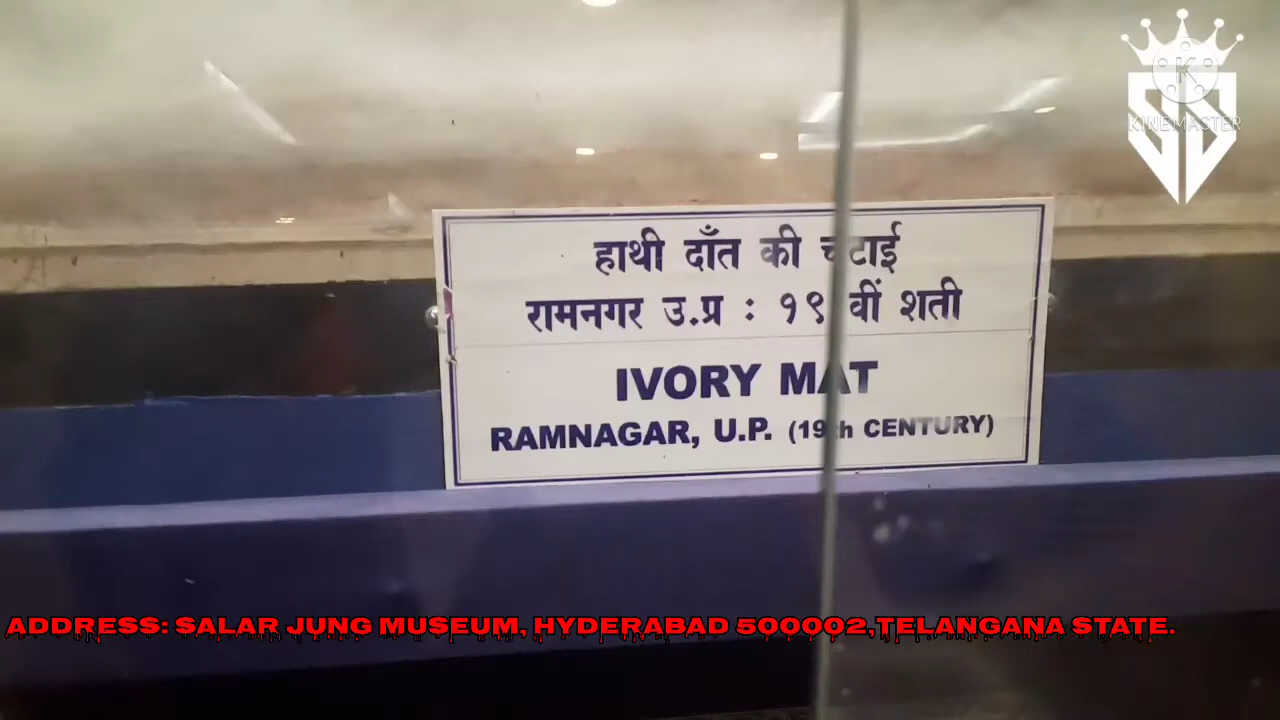 KINEMASTER
हाथी दाँत की चटाई
रामनगर उ.प्र : १९ वीं शती
IVORY MAT
RAMNAGAR, U.P. (19th CENTURY)
ADDRESS: SALAR JUNG MUSEUM, HYDERABAD 500002,TELANGANA STATE.